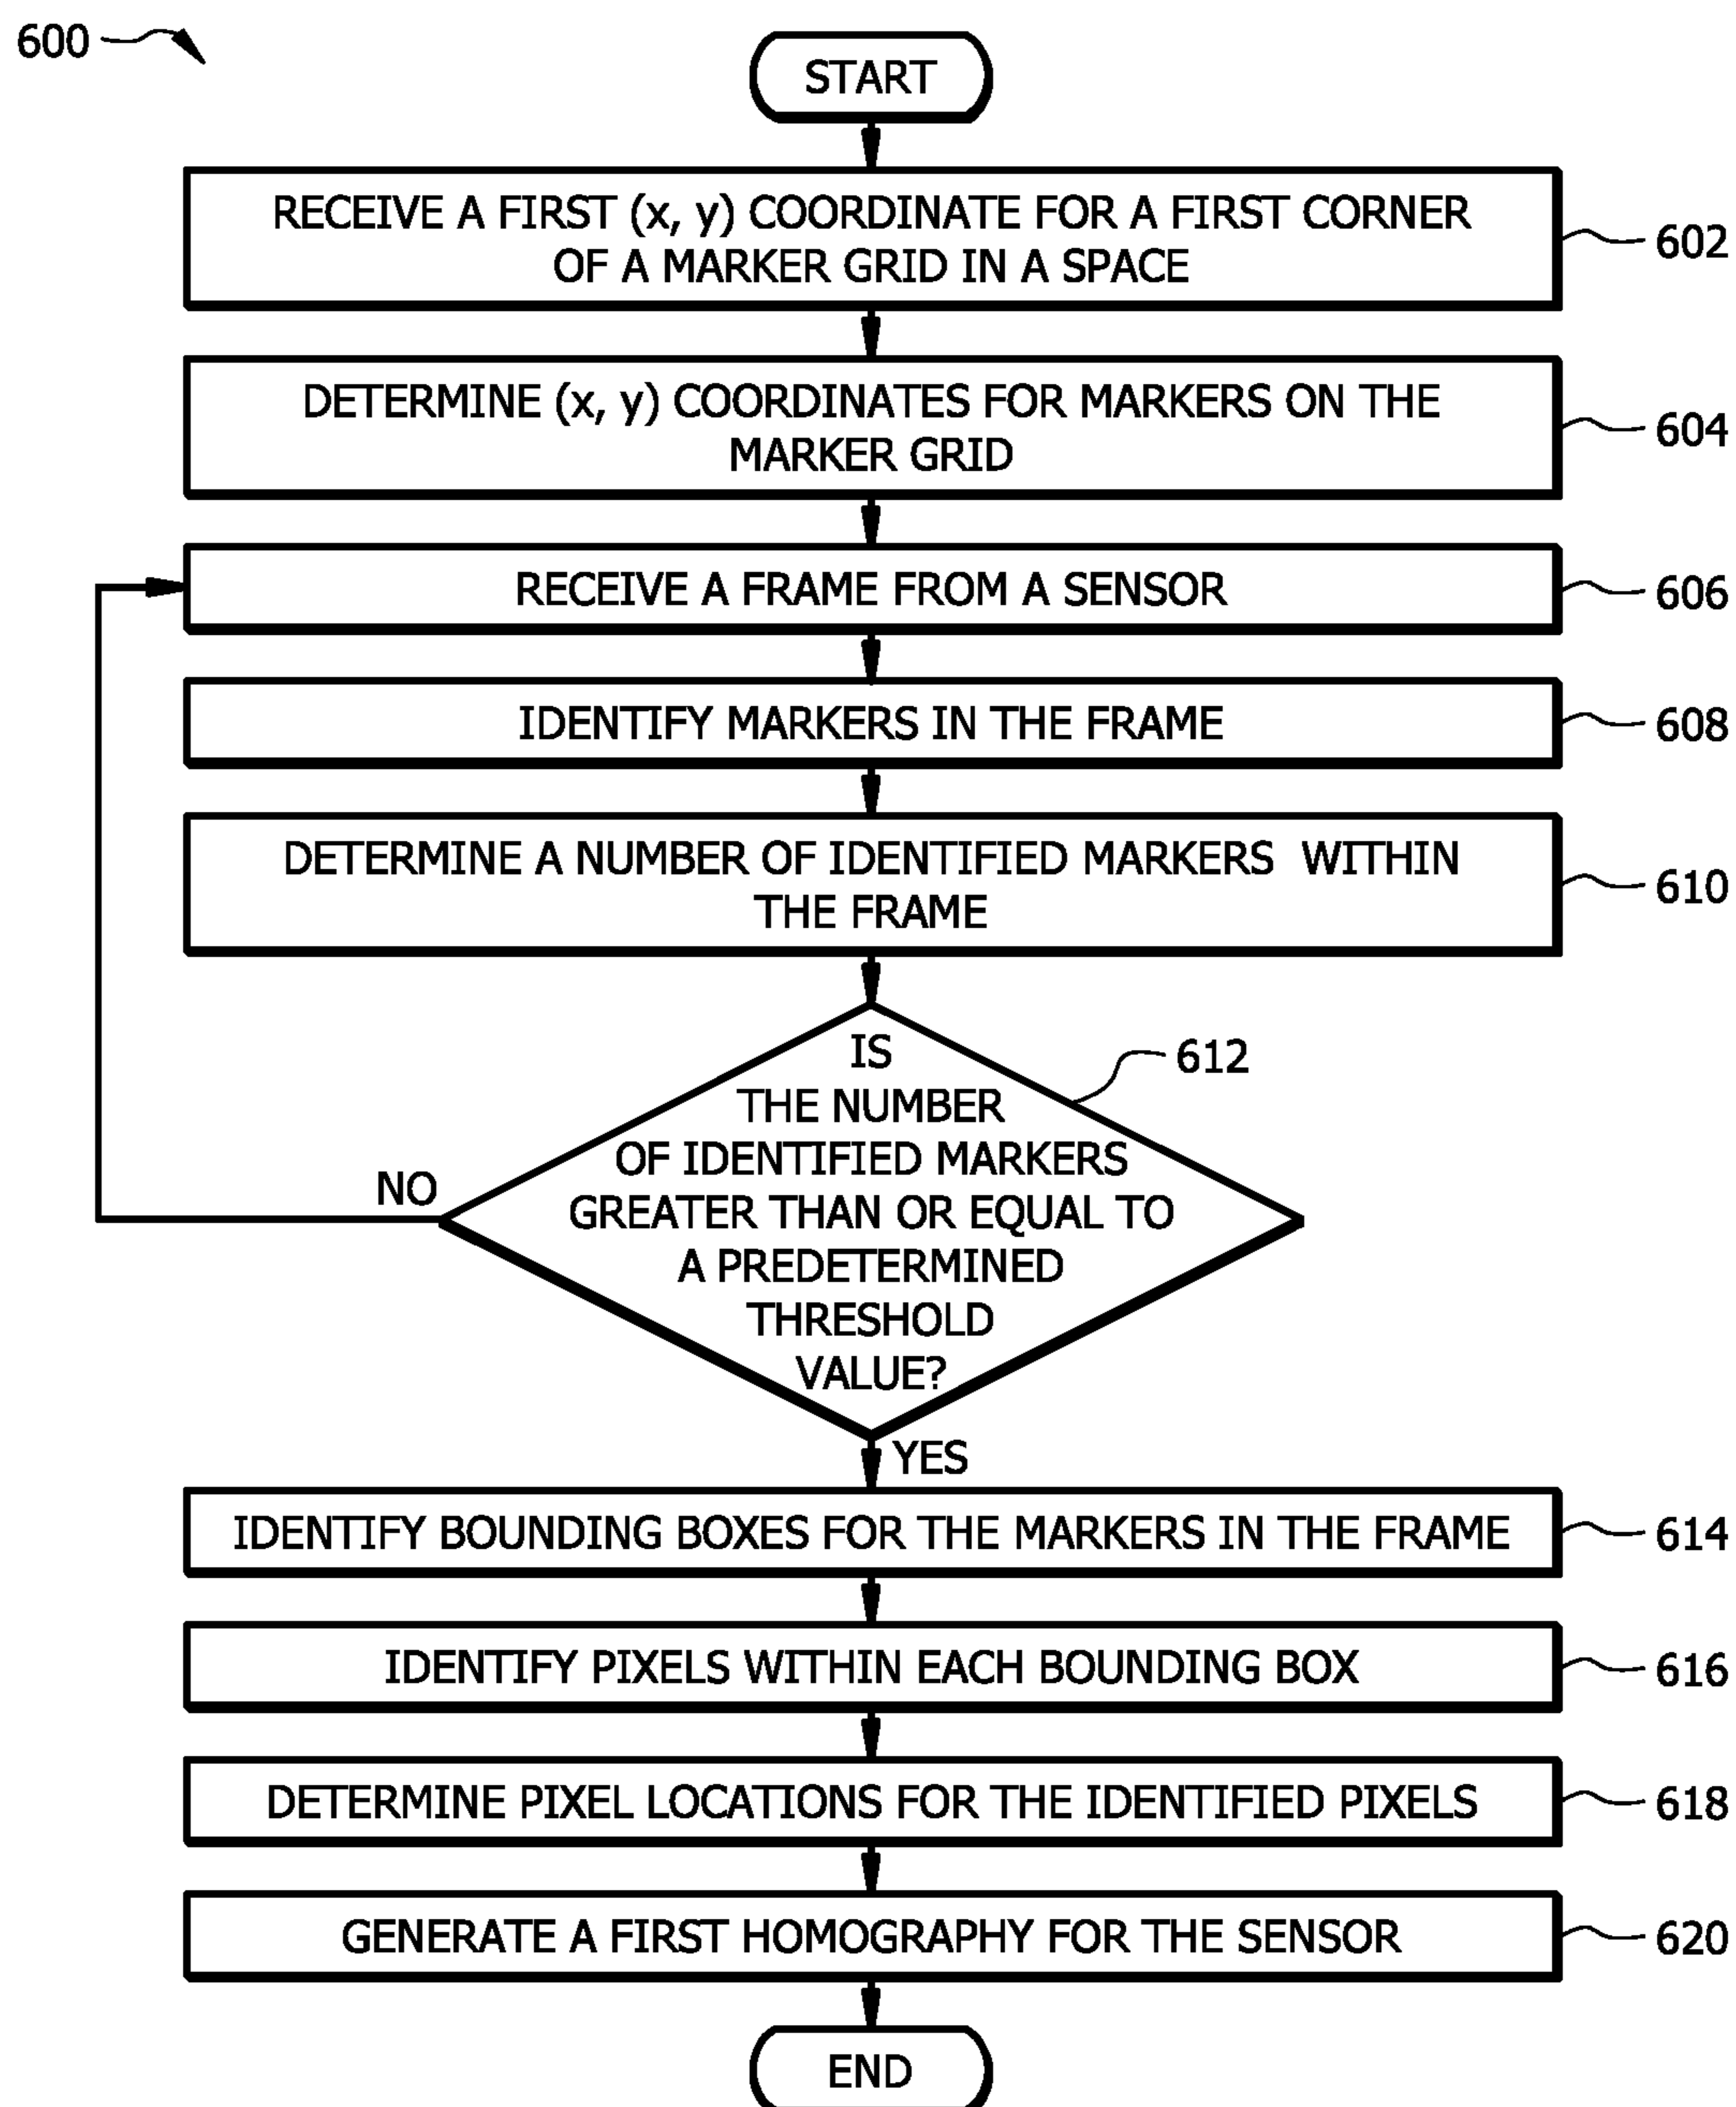 600
START
RECEIVE A FIRST (x, y) COORDINATE FOR A FIRST CORNER
OF A MARKER GRID IN A SPACE
602
DETERMINE (x, y) COORDINATES FOR MARKERS ON THE
MARKER GRID
604
RECEIVE A FRAME FROM A SENSOR
606
IDENTIFY MARKERS IN THE FRAME
608
DETERMINE A NUMBER OF IDENTIFIED MARKERS WITHIN
THE FRAME
610
IS
THE NUMBER
OF IDENTIFIED MARKERS
GREATER THAN OR EQUAL TO
A PREDETERMINED
THRESHOLD
VALUE?
612
NO
YES
IDENTIFY BOUNDING BOXES FOR THE MARKERS IN THE FRAME
614
IDENTIFY PIXELS WITHIN EACH BOUNDING BOX
616
DETERMINE PIXEL LOCATIONS FOR THE IDENTIFIED PIXELS
618
GENERATE A FIRST HOMOGRAPHY FOR THE SENSOR
620
END